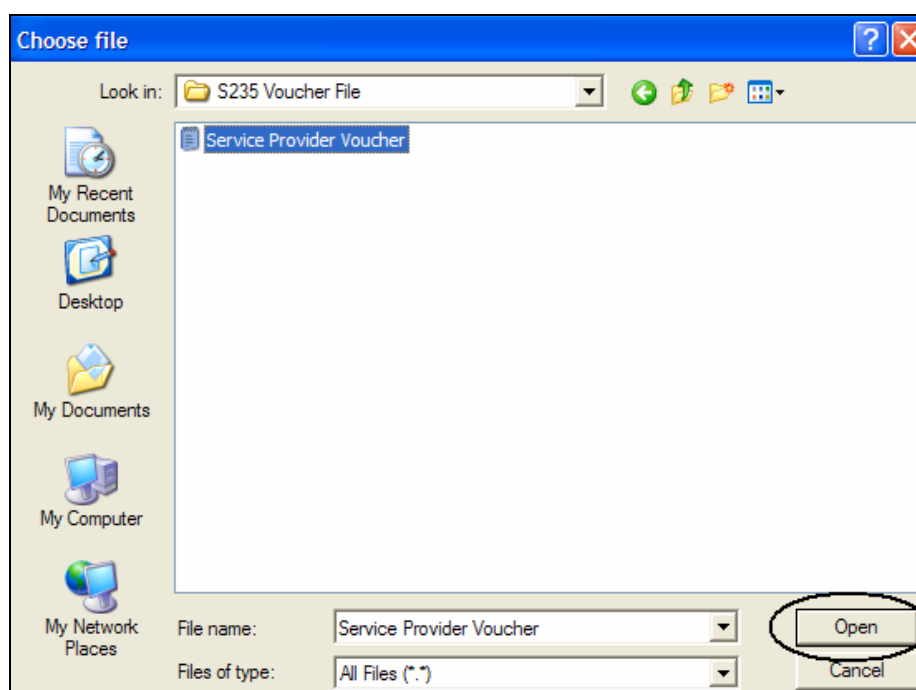 Choose file
Look in:
S235 Voucher File
Service Provider Voucher
My Recent
Documents
Desktop
My Documents
My Computer
My Network
Places
File name:
Service Provider Voucher
Open
Files of type:
All Files (*.*)
Cancel